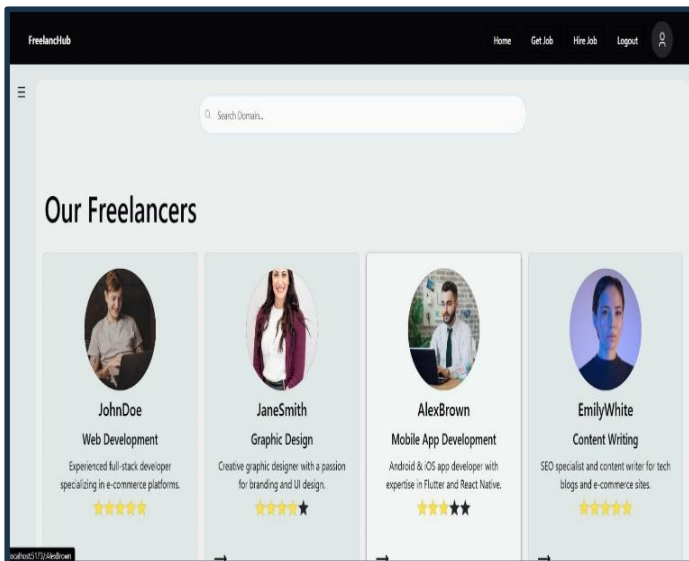 FreelancHub
Home Get Job Hire Job Logout
Search Domain...
Our Freelancers
JohnDoe
Web Development
Experienced full-stack developer
specializing in e-commerce platforms.
JaneSmith
Graphic Design
Creative graphic designer with a passion
for branding and UI design.
AlexBrown
Mobile App Development
Android & iOS app developer with
expertise in Flutter and React Native.
EmilyWhite
Content Writing
SEO specialist and content writer for tech
blogs and e-commerce sites.
localhost:5173/AlexBrown